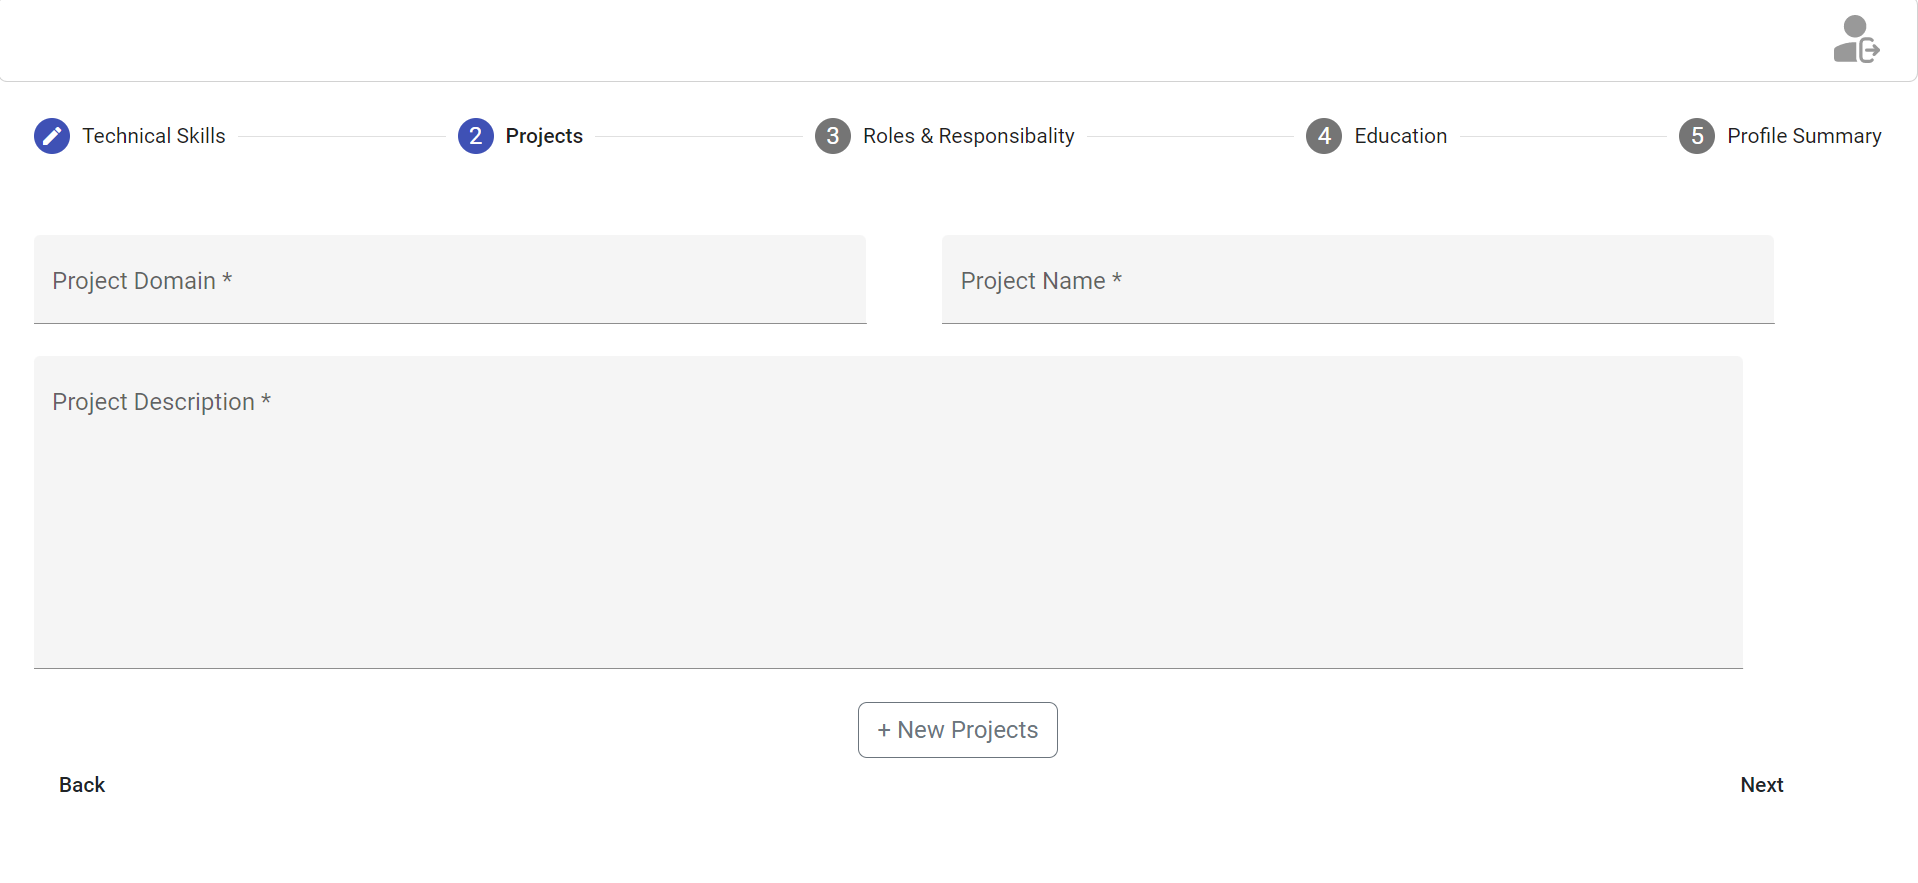 Technical Skills
2 Projects
3 Roles & Responsibality
4 Education
5 Profile Summary
Project Domain *
Project Name *
Project Description *
+ New Projects
Back
Next